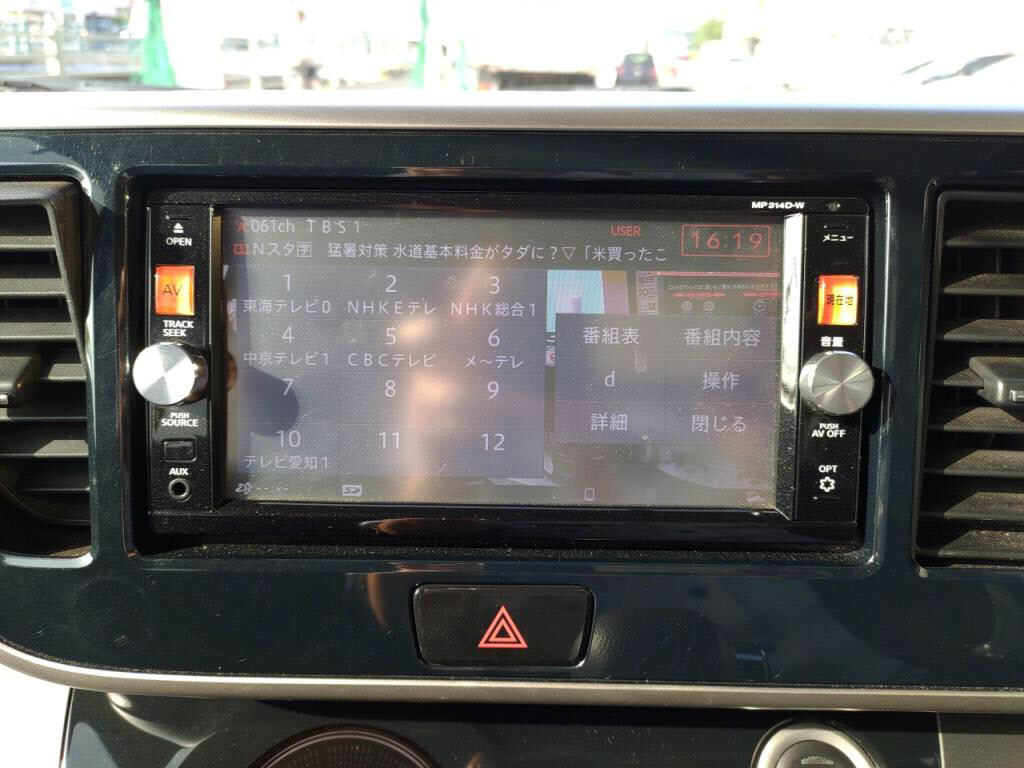 MP314D-W
OPEN
AV
TRACK
SEEK
PUSH
SOURCE
AUX
061ch TBS1
USER
16:19
Nスタ字 猛暑対策 水道基本料金がタダに?▽「米買ったこ
1 2 3
東海テレビ0 NHKEテレ NHK総合1
4 5 6
中京テレビ1 CBCテレビ メ~テレ
7 8 9
10 11 12
テレビ愛知1
番組表 番組内容
d 操作
詳細 閉じる
SD
メニュー
現在地
音量
PUSH
AV OFF
OPT